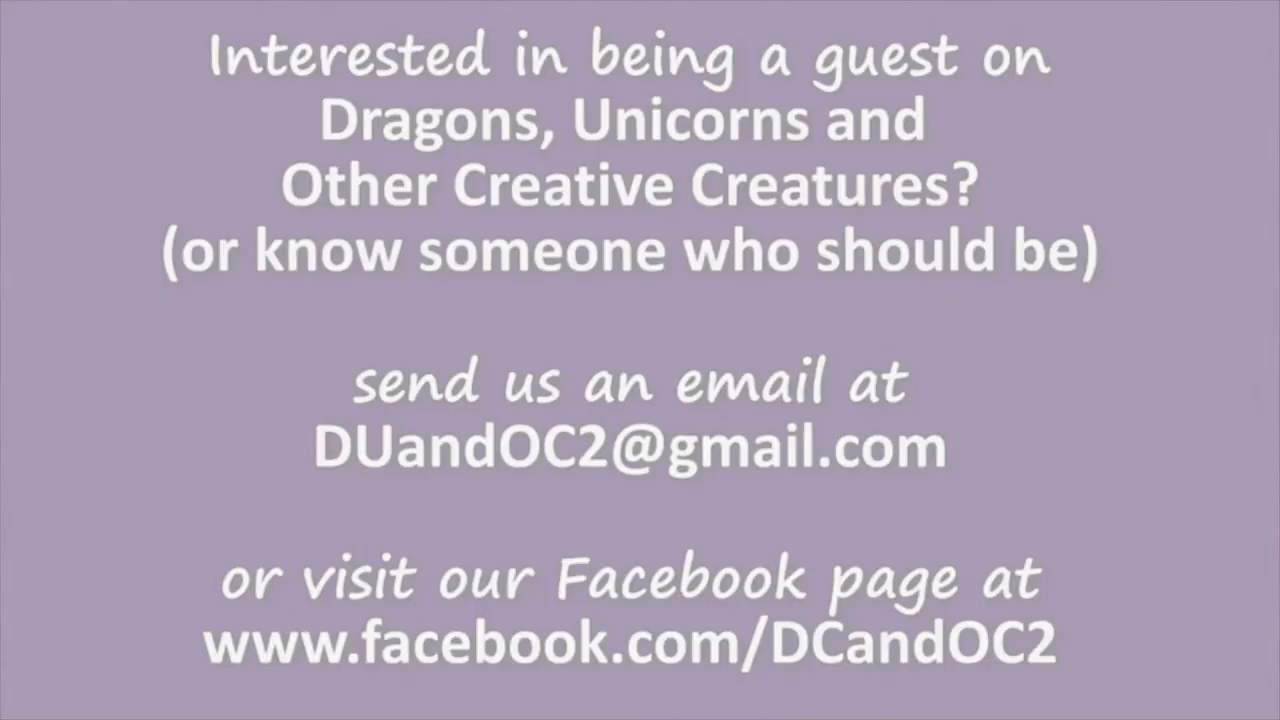 Interested in being a guest on
Dragons, Unicorns and
Other Creative Creatures?
(or know someone who should be)
send us an email at
DUandOC2@gmail.com
or visit our Facebook page at
www.facebook.com/DCandOC2